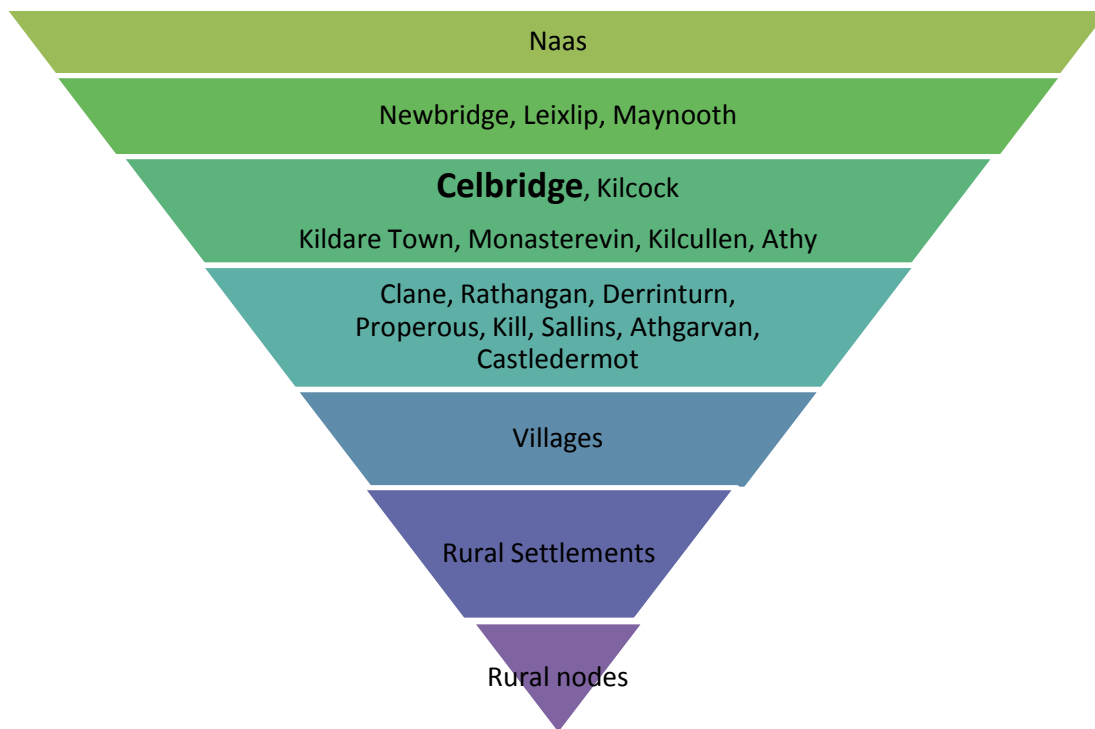 Naas
Newbridge, Leixlip, Maynooth
Celbridge, Kilcock
Kildare Town, Monasterevin, Kilcullen, Athy
Clane, Rathangan, Derrinturn,
Properous, Kill, Sallins, Athgarvan,
Castledermot
Villages
Rural Settlements
Rural nodes